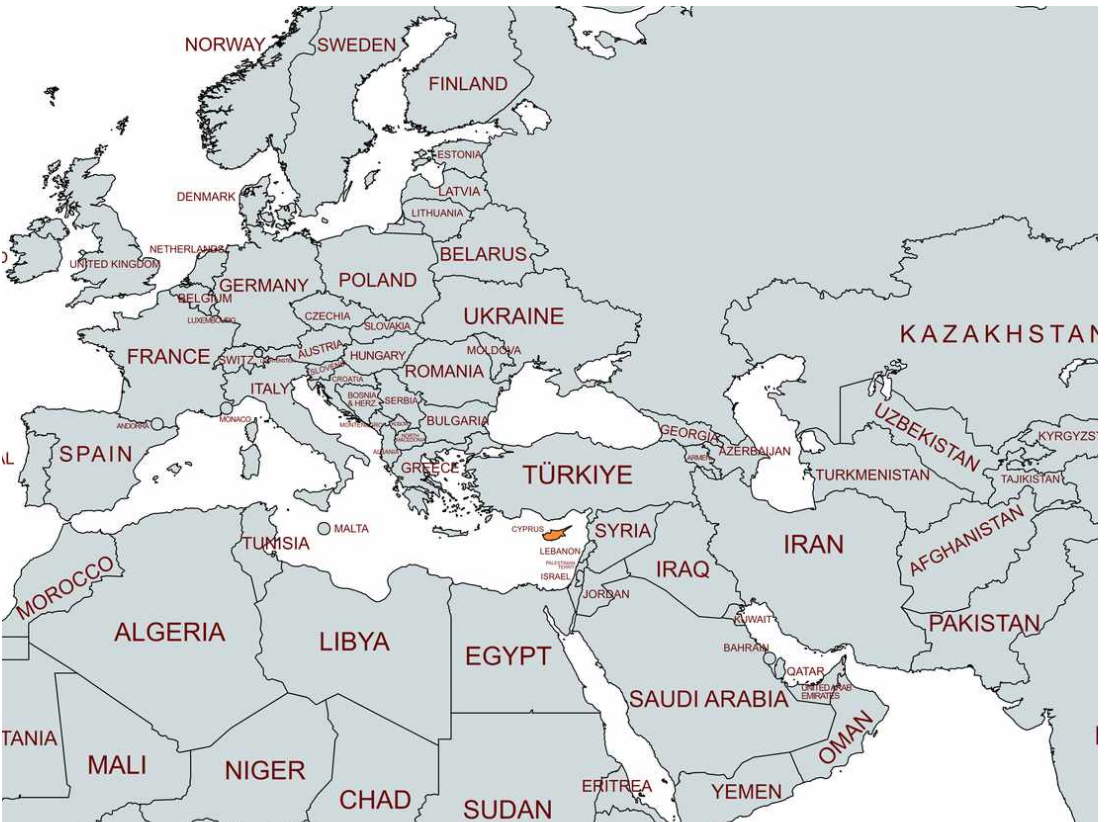 NORWAY
SWEDEN
FINLAND
ESTONIA
LATVIA
DENMARK
LITHUANIA
NETHERLANDS
BELARUS
UNITED KINGDOM
GERMANY
POLAND
BELGIUM
CZECHIA
UKRAINE
LUXEMBOURG
SLOVAKIA
KAZAKHSTAN
FRANCE
SWITZ.
AUSTRIA
HUNGARY
MOLDOVA
ROMANIA
CROATIA
ITALY
BOSNIA
& HERZ.
SERBIA
MONACO
ANDORRA
BULGARIA
UZBEKISTAN
GEORGIA
KYRGYZST
SPAIN
AZERBAIJAN
ALBANIA
GREECE
TÜRKIYE
TURKMENISTAN
TAJIKISTAN
AL
MALTA
CYPRUS
SYRIA
TUNISIA
LEBANON
IRAN
AFGHANISTAN
ISRAEL
IRAQ
MOROCCO
JORDAN
ALGERIA
LIBYA
EGYPT
KUWAIT
PAKISTAN
BAHRAIN
QATAR
SAUDI ARABIA
UNITED ARAB
EMIRATES
OMAN
TANIA
MALI
NIGER
CHAD
SUDAN
ERITREA
YEMEN